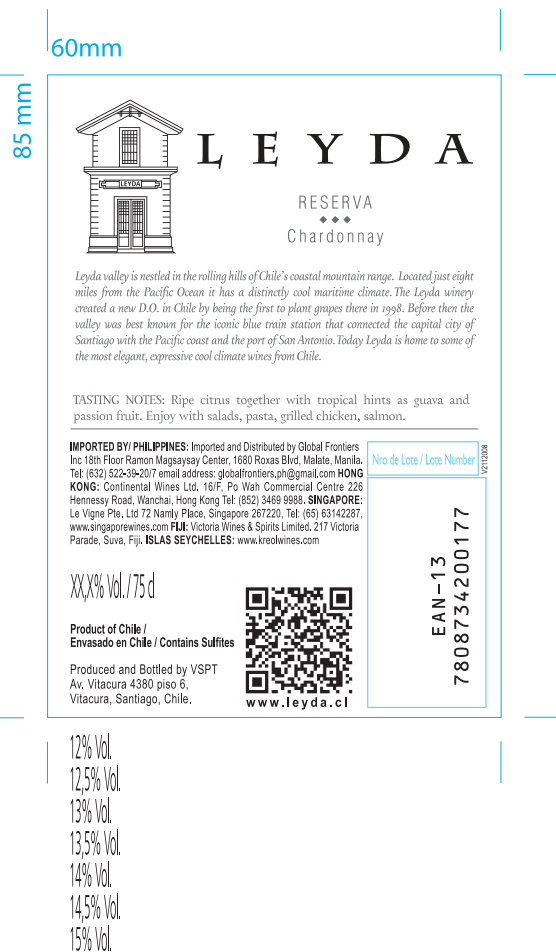 60mm
85 mm
LEYDA
LEYDA
RESERVA
Chardonnay
Leyda valley is nestled in the rolling hills of Chile's coastal mountain range. Located just eight
miles from the Pacific Ocean it has a distinctly cool maritime climate. The Leyda winery
created a new D.O. in Chile by being the first to plant grapes there in 1998. Before then the
valley was best known for the iconic blue train station that connected the capital city of
Santiago with the Pacific coast and the port of San Antonio. Today Leyda is home to some of
the most elegant, expressive cool climate wines from Chile.
TASTING NOTES: Ripe citrus together with tropical hints as guava and
passion fruit. Enjoy with salads, pasta, grilled chicken, salmon.
IMPORTED BY/ PHILIPPINES: Imported and Distributed by Global Frontiers
Inc 18th Floor Ramon Magsaysay Center, 1680 Roxas Blvd, Malate, Manila.
Tel: (632) 522-39-20/7 email address: globalfrontiers.ph@gmail.com HONG
KONG: Continental Wines Ltd, 16/F, Po Wah Commercial Centre 226
Hennessy Road, Wanchai, Hong Kong Tel: (852) 3469 9988. SINGAPORE:
Le Vigne Pte. Ltd 72 Namly Place, Singapore 267220, Tel: (65) 63142287,
www.singaporewines.com FIJI: Victoria Wines & Spirits Limited. 217 Victoria
Parade, Suva, Fiji. ISLAS SEYCHELLES: www.kreolwines.com
Nro de Lote / Lote Number
V2112008
EAN-13
7808734200177
XX,X% Vol. / 75 cl
Product of Chile /
Envasado en Chile / Contains Sulfites
Produced and Bottled by VSPT
Av. Vitacura 4380 piso 6,
Vitacura, Santiago, Chile.
www.leyda.cl
12% Vol.
12,5% Vol.
13% Vol.
13,5% Vol.
14% Vol.
14,5% Vol.
15% Vol.